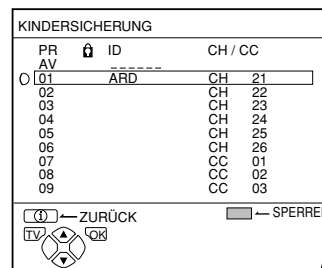 KINDERSICHERUNG
PR ID CH / CC
AV _ _ _ _ _ _
01 ARD CH 21
02 CH 22
03 CH 23
04 CH 24
05 CH 25
06 CH 26
07 CC 01
08 CC 02
09 CC 03
i ZURÜCK SPERRE
TV OK